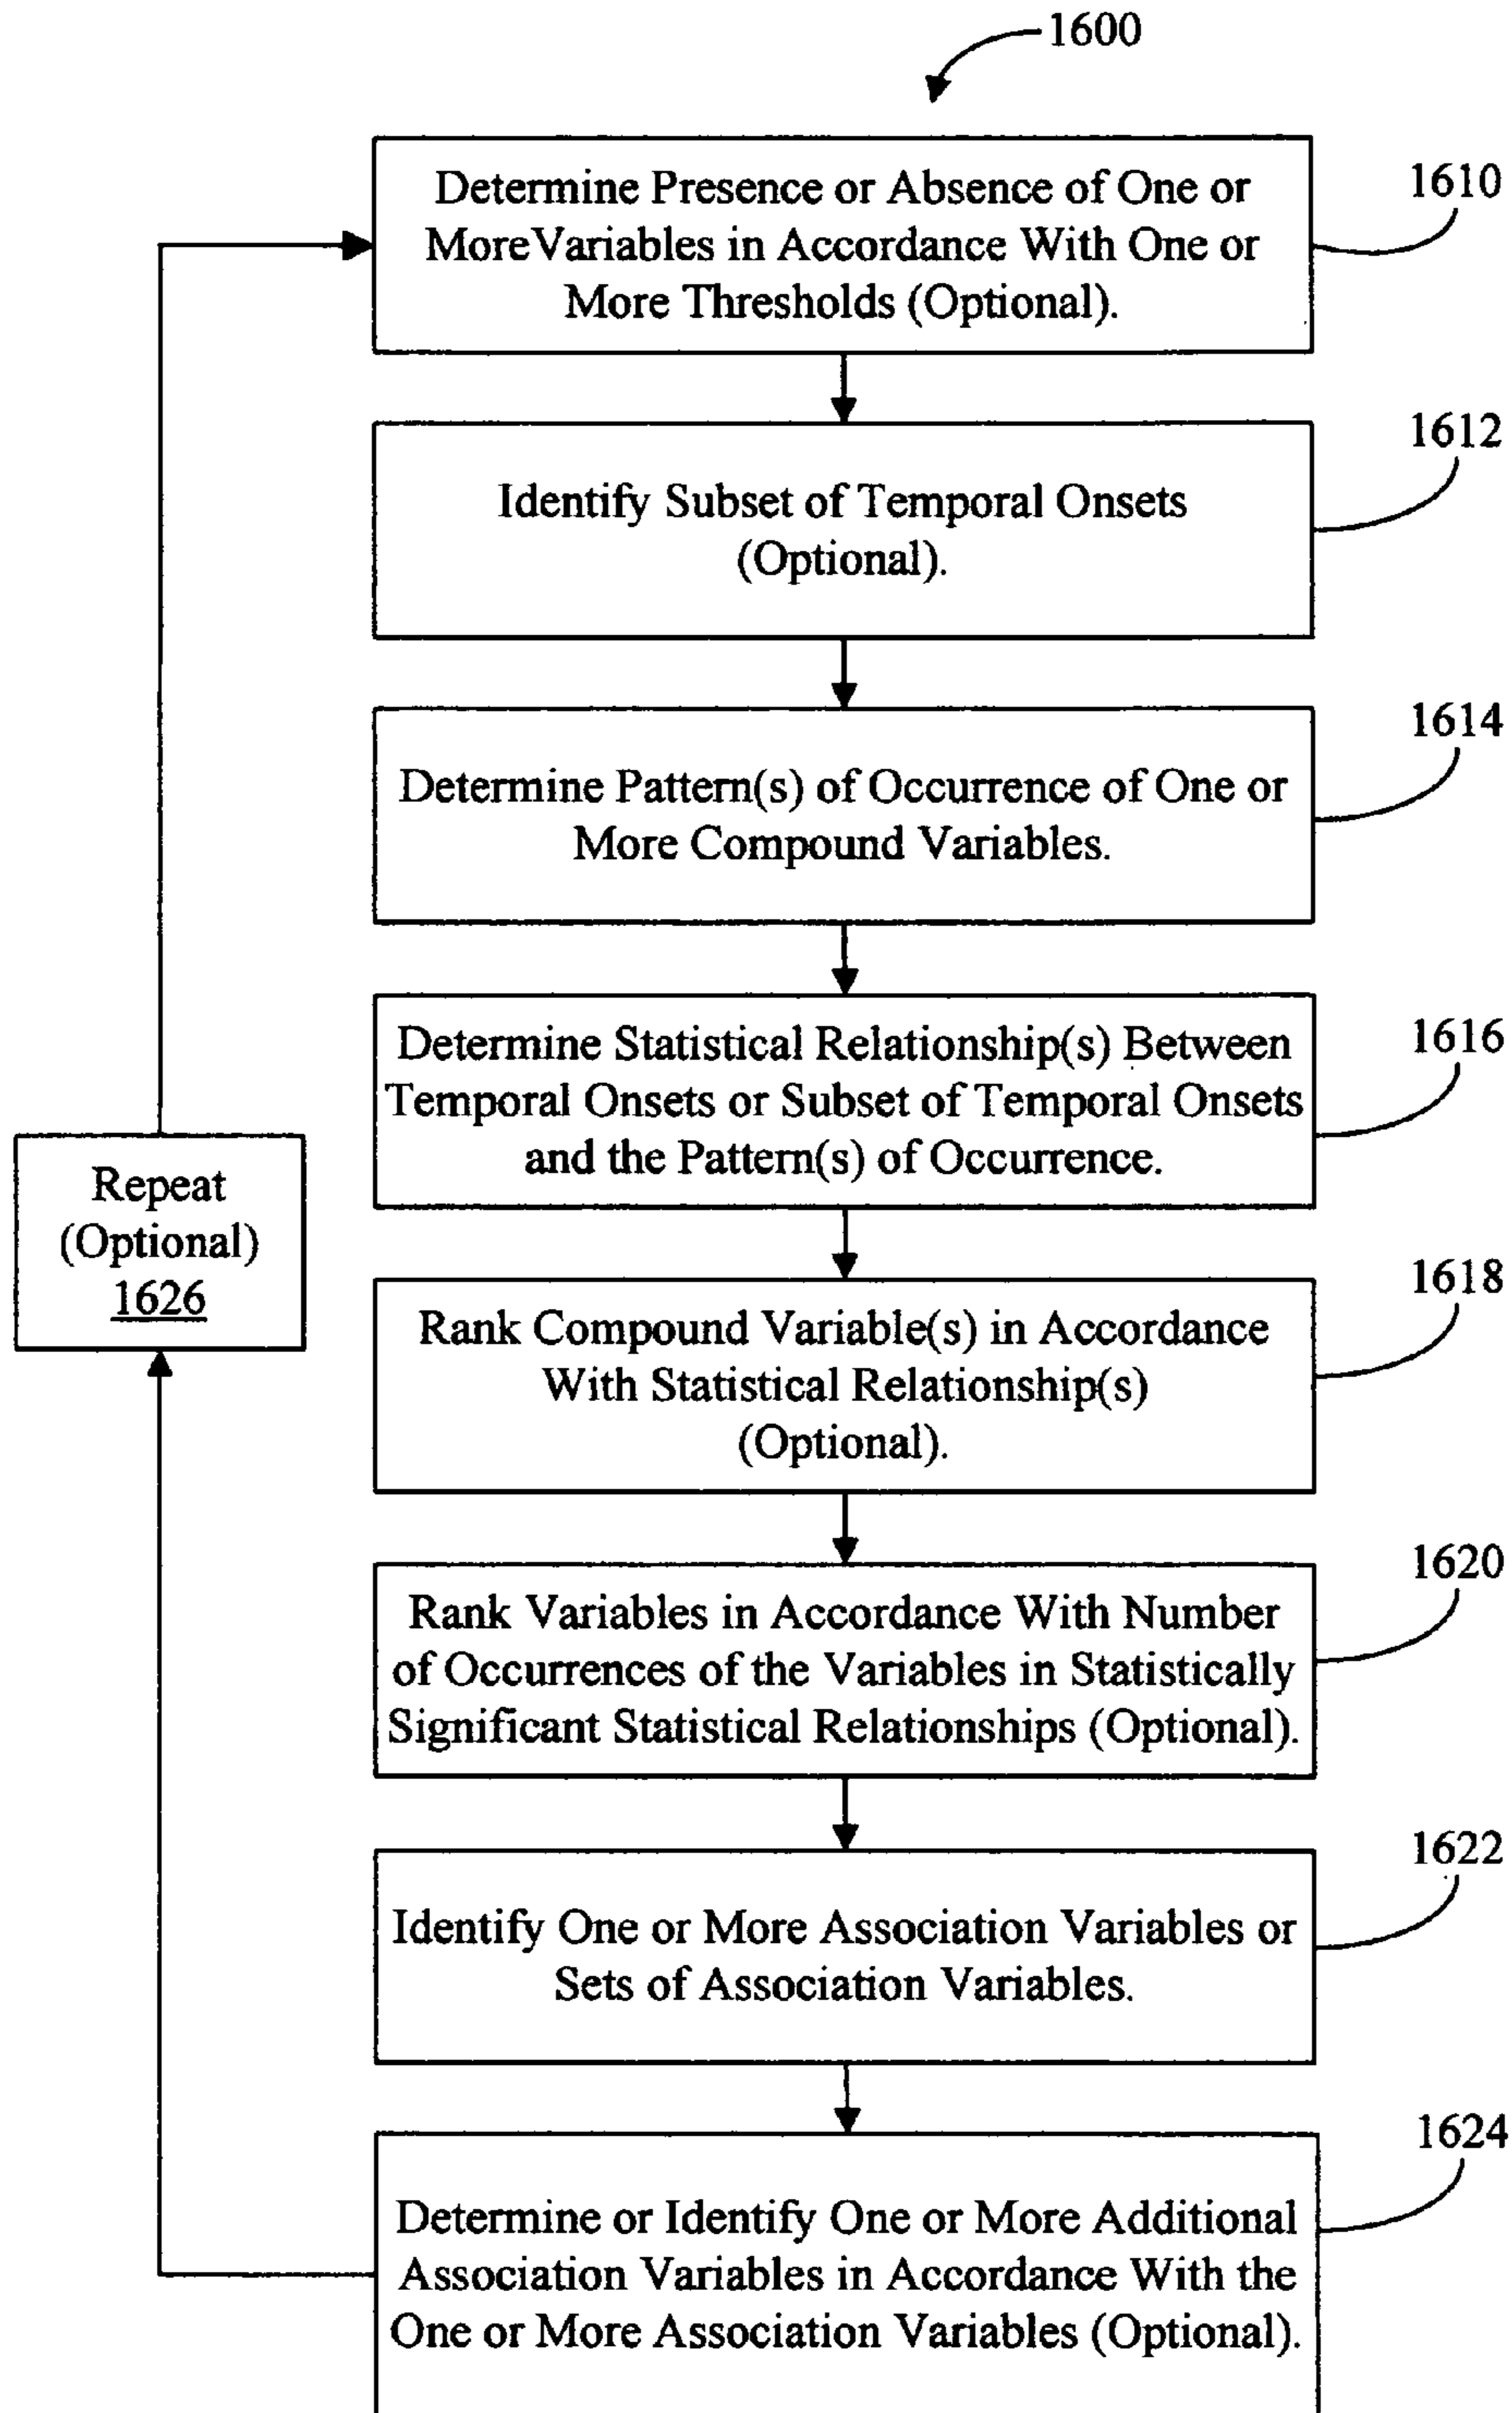 1600
Determine Presence or Absence of One or
MoreVariables in Accordance With One or
More Thresholds (Optional).
1610
Identify Subset of Temporal Onsets
(Optional).
1612
Determine Pattern(s) of Occurrence of One or
More Compound Variables.
1614
Determine Statistical Relationship(s) Between
Temporal Onsets or Subset of Temporal Onsets
and the Pattern(s) of Occurrence.
1616
Rank Compound Variable(s) in Accordance
With Statistical Relationship(s)
(Optional).
1618
Rank Variables in Accordance With Number
of Occurrences of the Variables in Statistically
Significant Statistical Relationships (Optional).
1620
Identify One or More Association Variables or
Sets of Association Variables.
1622
Determine or Identify One or More Additional
Association Variables in Accordance With the
One or More Association Variables (Optional).
1624
Repeat
(Optional)
1626